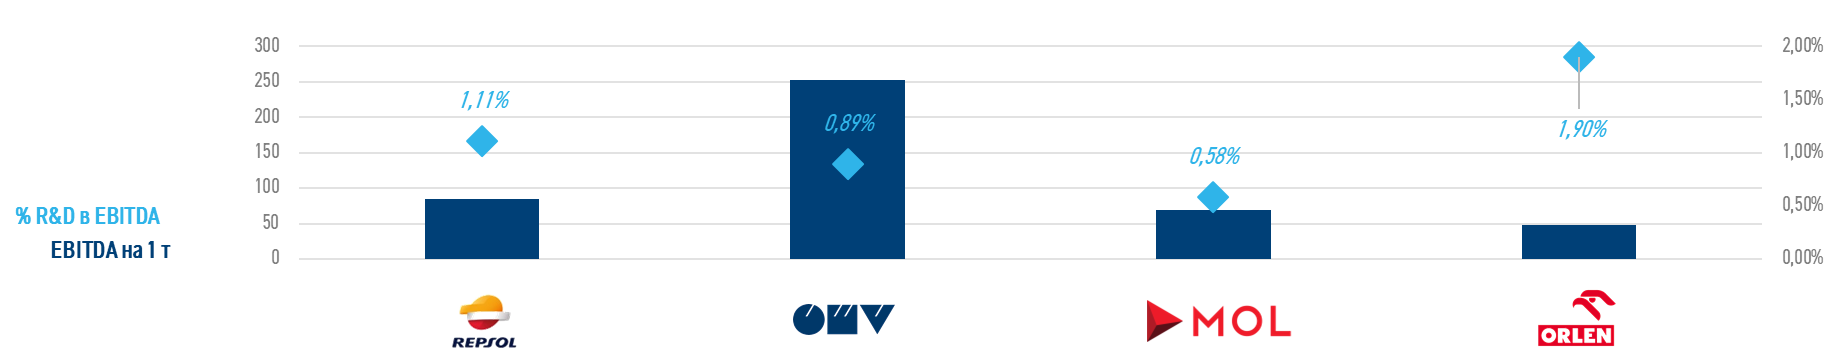 300
250
200
150
100
50
0
2,00%
1,50%
1,00%
0,50%
0,00%
1,11%
0,89%
0,58%
1,90%
% R&D в EBITDA
EBITDA на 1 т
REPSOL
OMV
MOL
ORLEN